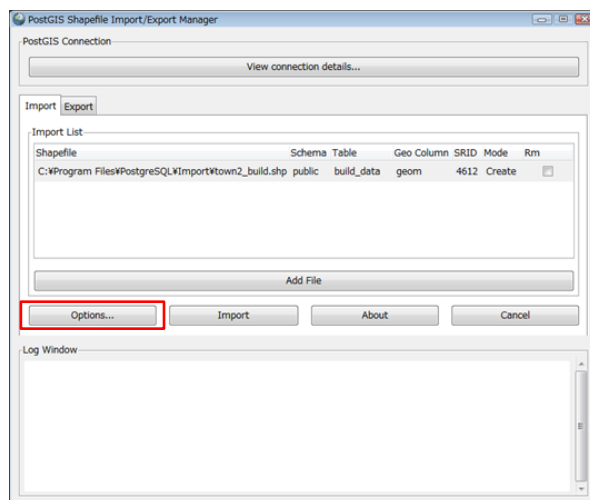 PostGIS Shapefile Import/Export Manager
PostGIS Connection
View connection details...
Import Export
Import List
Shapefile Schema Table Geo Column SRID Mode Rm
C:¥Program Files¥PostgreSQL¥Import¥town2_build.shp public build_data geom 4612 Create
Add File
Options... Import About Cancel
Log Window